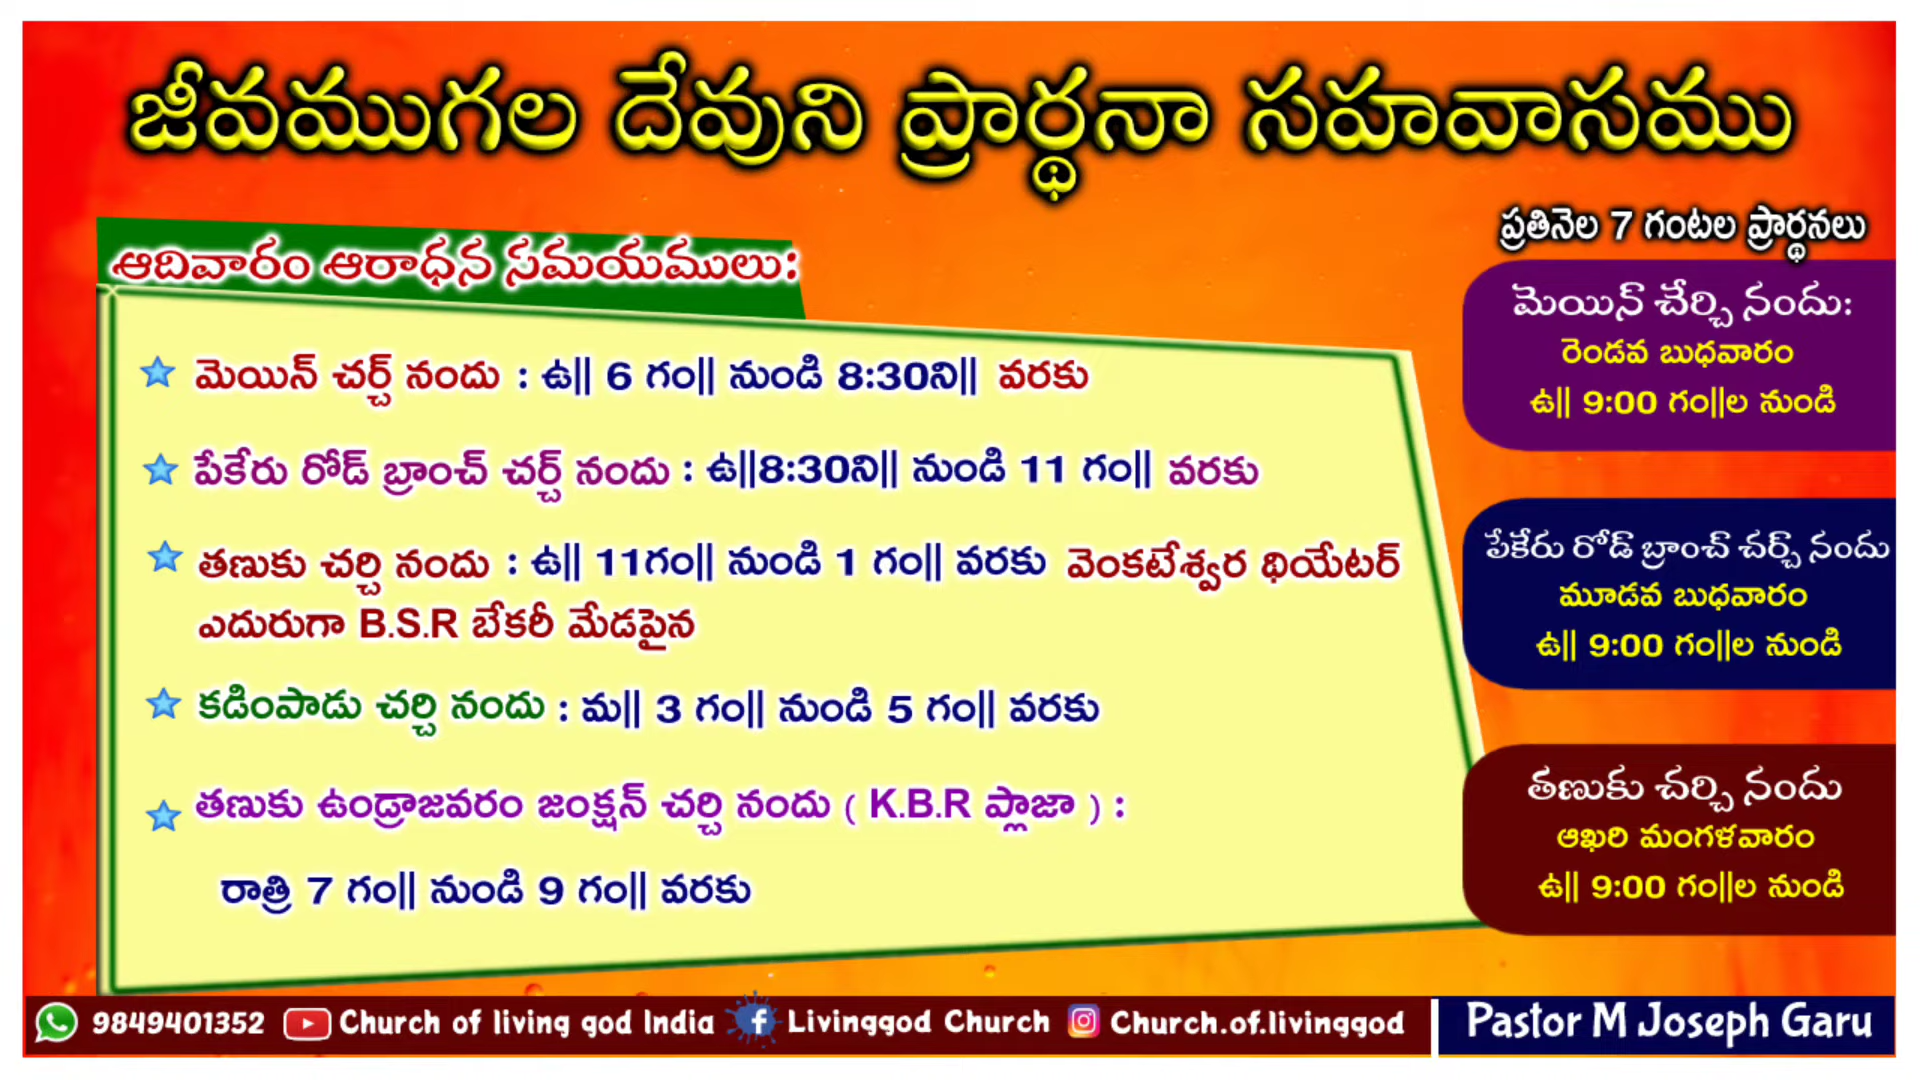 జీవముగల దేవుని ప్రార్థనా సహవాసము
ఆదివారం ఆరాధన సమయములు:
మెయిన్ చర్చ్ నందు : ఉ|| 6 గం|| నుండి 8:30ని|| వరకు
పేకేరు రోడ్ బ్రాంచ్ చర్చ్ నందు : ఉ||8:30ని|| నుండి 11 గం|| వరకు
తణుకు చర్చి నందు : ఉ|| 11గం|| నుండి 1 గం|| వరకు వెంకటేశ్వర థియేటర్
ఎదురుగా B.S.R బేకరీ మేడపైన
కడింపాడు చర్చి నందు : మ|| 3 గం|| నుండి 5 గం|| వరకు
తణుకు ఉండ్రాజవరం జంక్షన్ చర్చి నందు ( K.B.R ప్లాజా ) :
రాత్రి 7 గం|| నుండి 9 గం|| వరకు
ప్రతినెల 7 గంటల ప్రార్థనలు
మెయిన్ చేర్చి నందు:
రెండవ బుధవారం
ఉ|| 9:00 గం||ల నుండి
పేకేరు రోడ్ బ్రాంచ్ చర్చ్ నందు
మూడవ బుధవారం
ఉ|| 9:00 గం||ల నుండి
తణుకు చర్చి నందు
ఆఖరి మంగళవారం
ఉ|| 9:00 గం||ల నుండి
9849401352 Church of living god India Livinggod Church Church.of.livinggod
Pastor M Joseph Garu